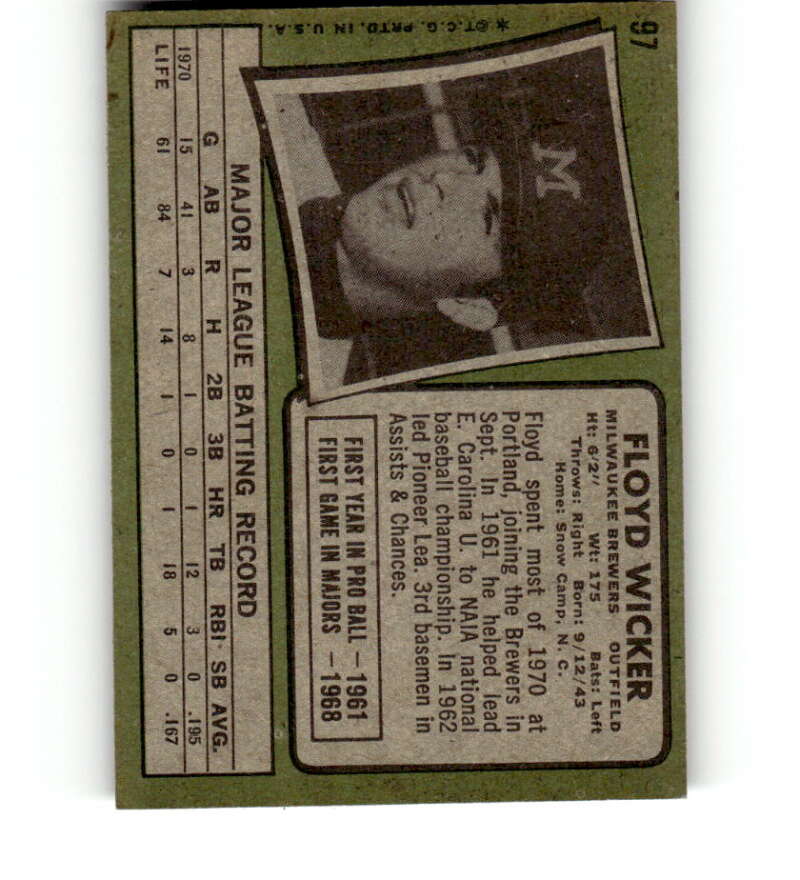 97
*©T.C.G. PRTD. IN U.S.A.
M
FLOYD WICKER
MILWAUKEE BREWERS OUTFIELD
Ht: 6'2" Wt: 175 Bats: Left
Throws: Right Born: 9/12/43
Home: Snow Camp, N. C.
Floyd spent most of 1970 at
Portland, joining the Brewers in
Sept. In 1961 he helped lead
E. Carolina U. to NAIA national
baseball championship. In 1962
led Pioneer Lea. 3rd basemen in
Assists & Chances.
FIRST YEAR IN PRO BALL — 1961
FIRST GAME IN MAJORS — 1968
MAJOR LEAGUE BATTING RECORD
G AB R H 2B 3B HR TB RBI SB AVG.
1970 15 41 3 8 1 0 1 12 3 0 .195
LIFE 61 84 7 14 1 0 1 18 5 0 .167